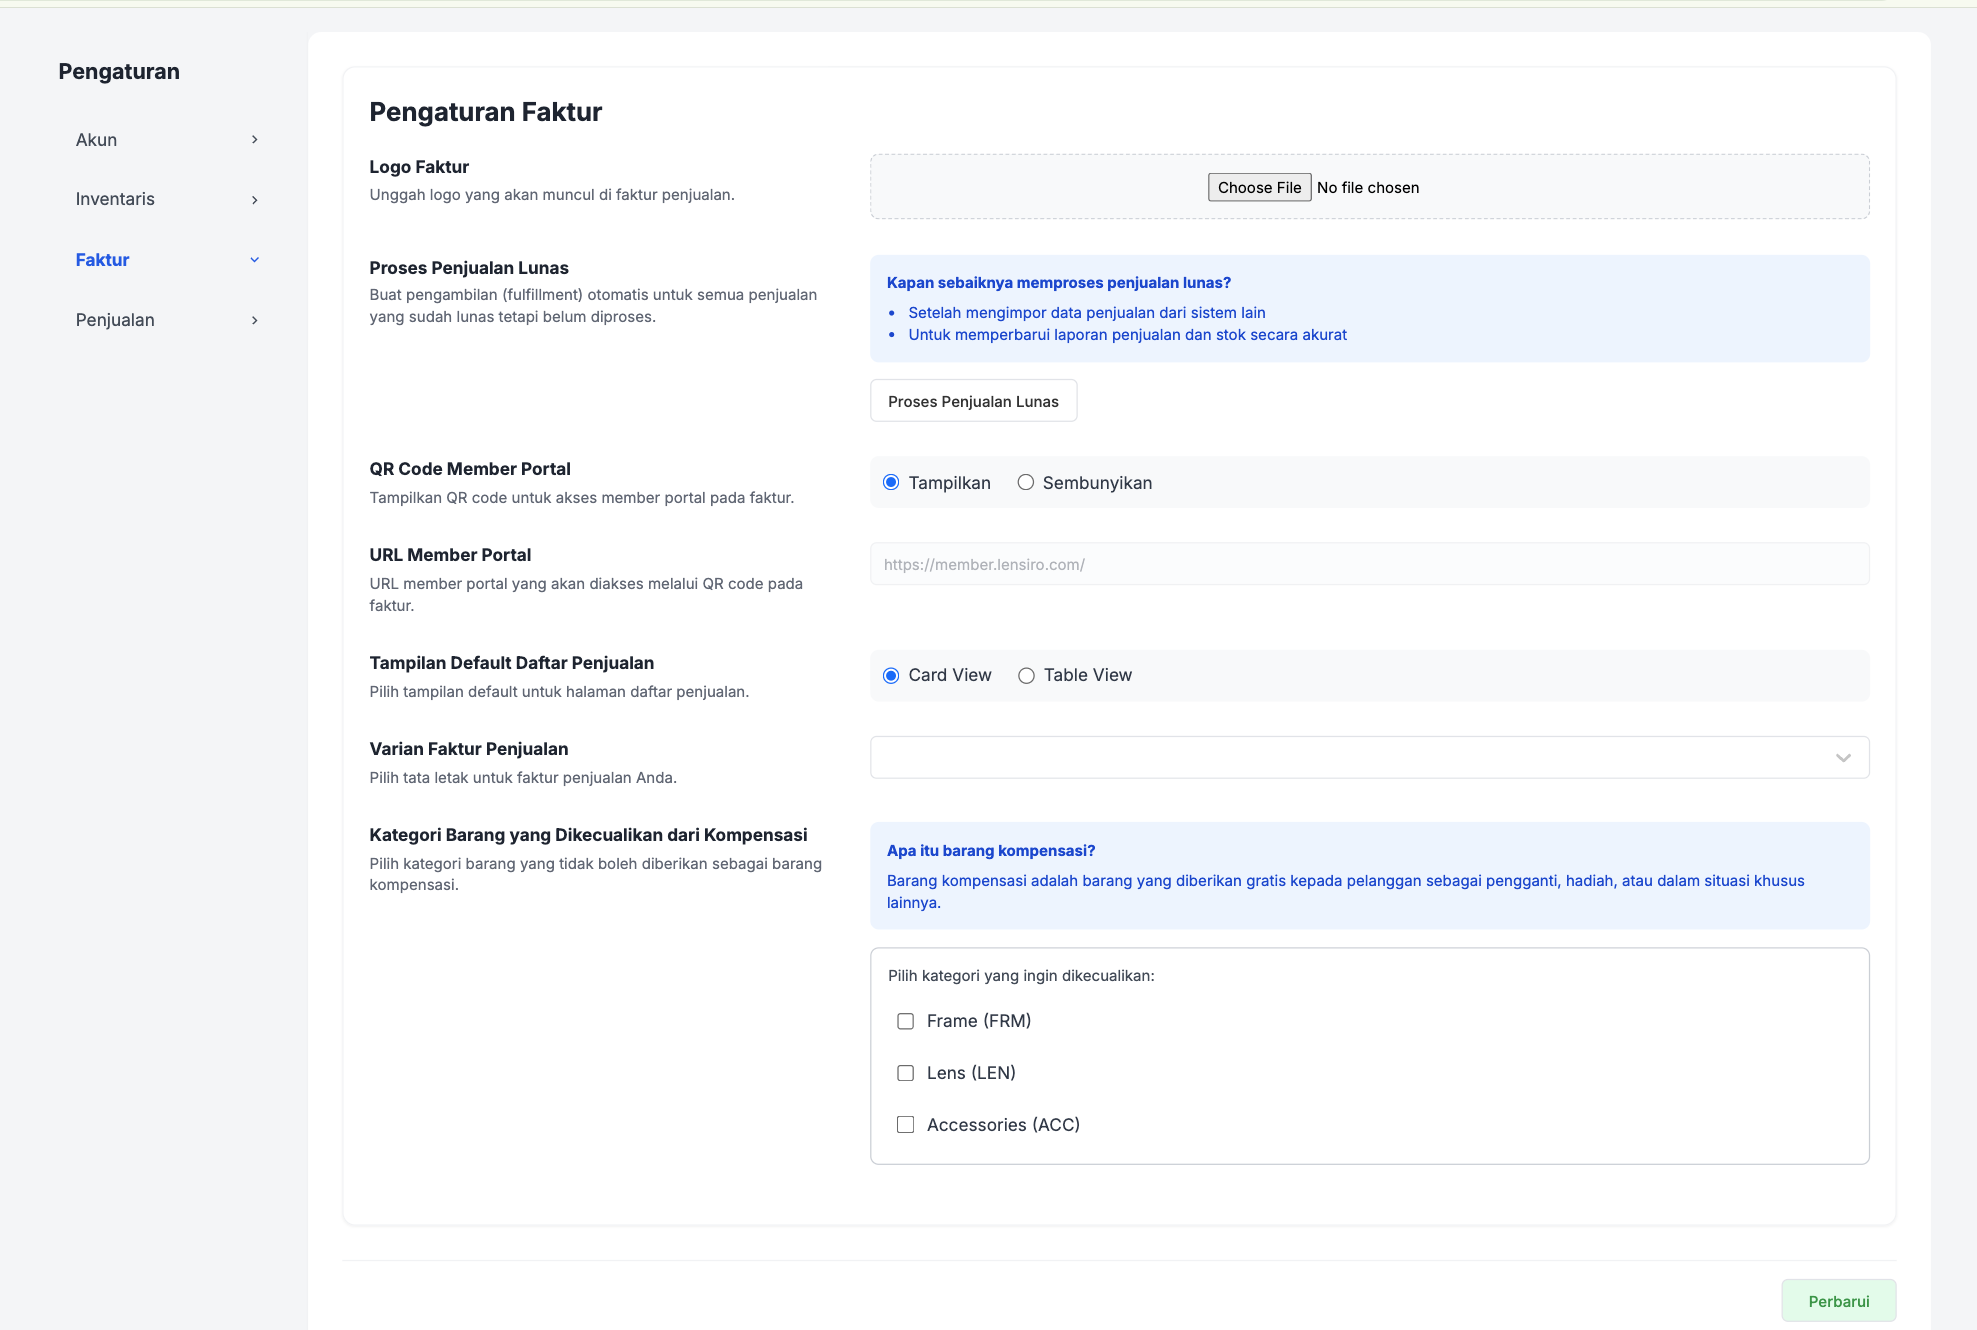 Pengaturan
Akun
Inventaris
Faktur
Penjualan
Pengaturan Faktur
Logo Faktur
Unggah logo yang akan muncul di faktur penjualan.
Choose File No file chosen
Proses Penjualan Lunas
Buat pengambilan (fulfillment) otomatis untuk semua penjualan
yang sudah lunas tetapi belum diproses.
Kapan sebaiknya memproses penjualan lunas?
• Setelah mengimpor data penjualan dari sistem lain
• Untuk memperbarui laporan penjualan dan stok secara akurat
Proses Penjualan Lunas
QR Code Member Portal
Tampilkan QR code untuk akses member portal pada faktur.
Tampilkan Sembunyikan
URL Member Portal
URL member portal yang akan diakses melalui QR code pada
faktur.
https://member.lensiro.com/
Tampilan Default Daftar Penjualan
Pilih tampilan default untuk halaman daftar penjualan.
Card View Table View
Varian Faktur Penjualan
Pilih tata letak untuk faktur penjualan Anda.
Kategori Barang yang Dikecualikan dari Kompensasi
Pilih kategori barang yang tidak boleh diberikan sebagai barang
kompensasi.
Apa itu barang kompensasi?
Barang kompensasi adalah barang yang diberikan gratis kepada pelanggan sebagai pengganti, hadiah, atau dalam situasi khusus
lainnya.
Pilih kategori yang ingin dikecualikan:
Frame (FRM)
Lens (LEN)
Accessories (ACC)
Perbarui